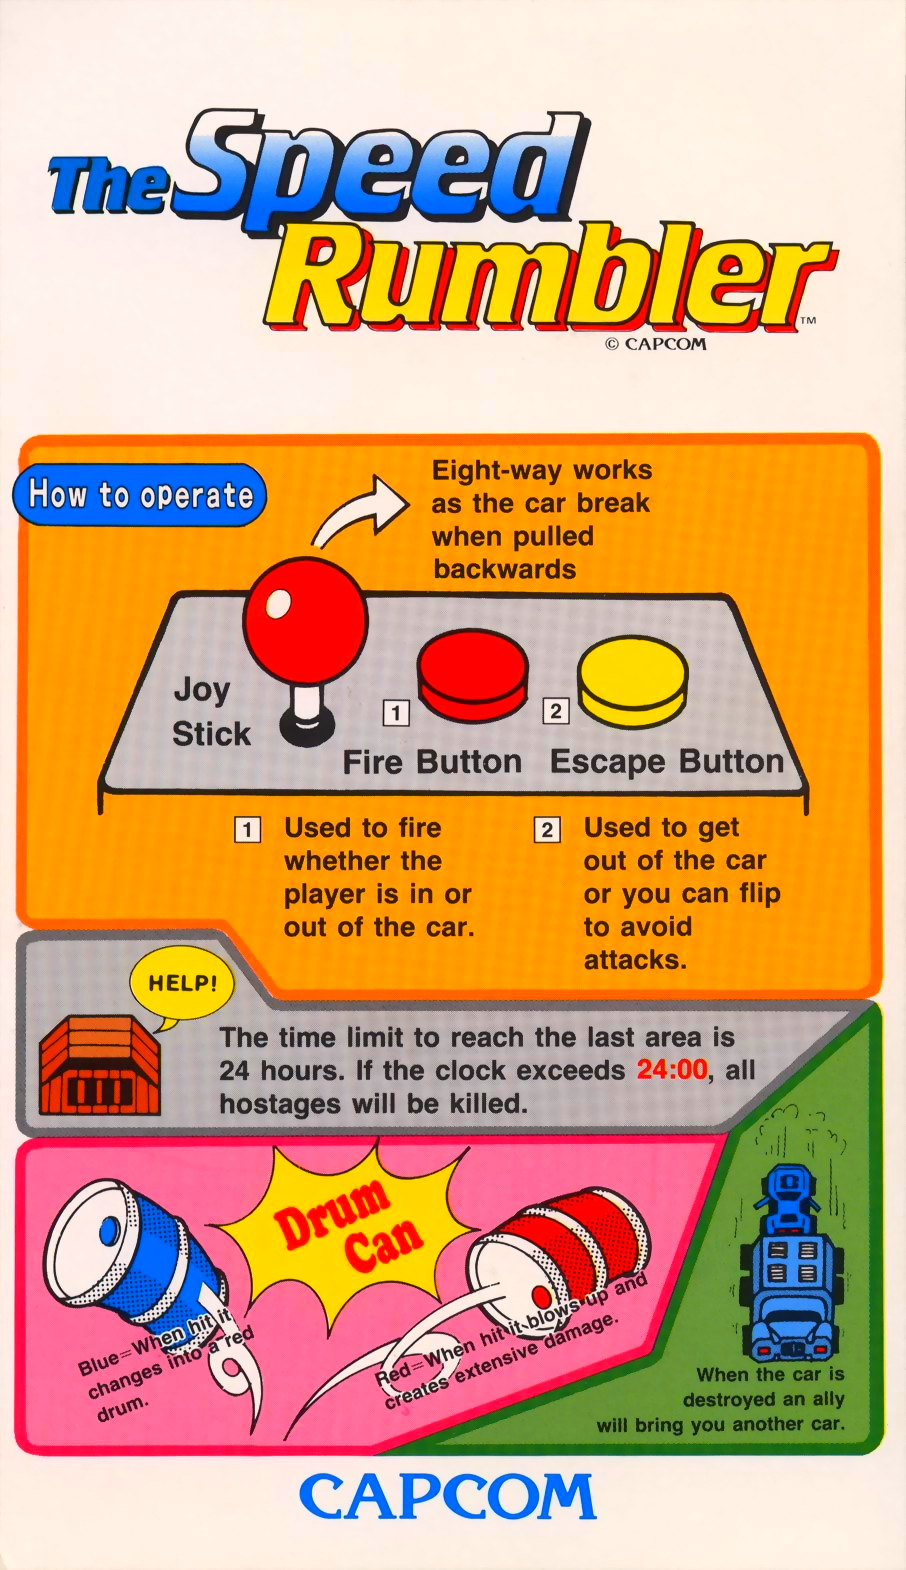 The Speed
Rumbler™
© CAPCOM
How to operate
Eight-way works
as the car break
when pulled
backwards
Joy
Stick
1
2
Fire Button
Escape Button
1 Used to fire
whether the
player is in or
out of the car.
2 Used to get
out of the car
or you can flip
to avoid
attacks.
HELP!
The time limit to reach the last area is
24 hours. If the clock exceeds 24:00, all
hostages will be killed.
Drum
Can
Blue=When hit it
changes into a red
drum.
Red=When hit it blows up and
creates extensive damage.
When the car is
destroyed an ally
will bring you another car.
CAPCOM